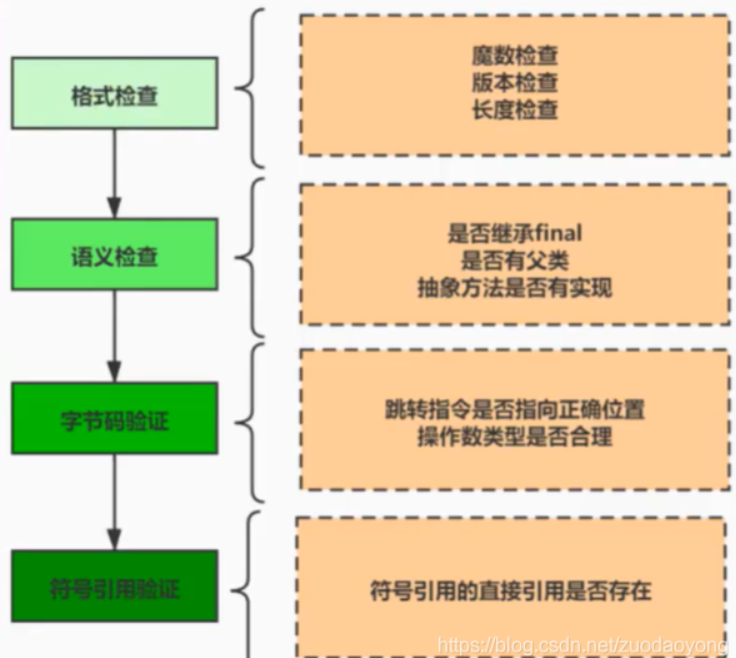 格式检查
魔数检查
版本检查
长度检查
语义检查
是否继承final
是否有父类
抽象方法是否有实现
字节码验证
跳转指令是否指向正确位置
操作数类型是否合理
符号引用验证
符号引用的直接引用是否存在
https://blog.csdn.net/zuodaoyong